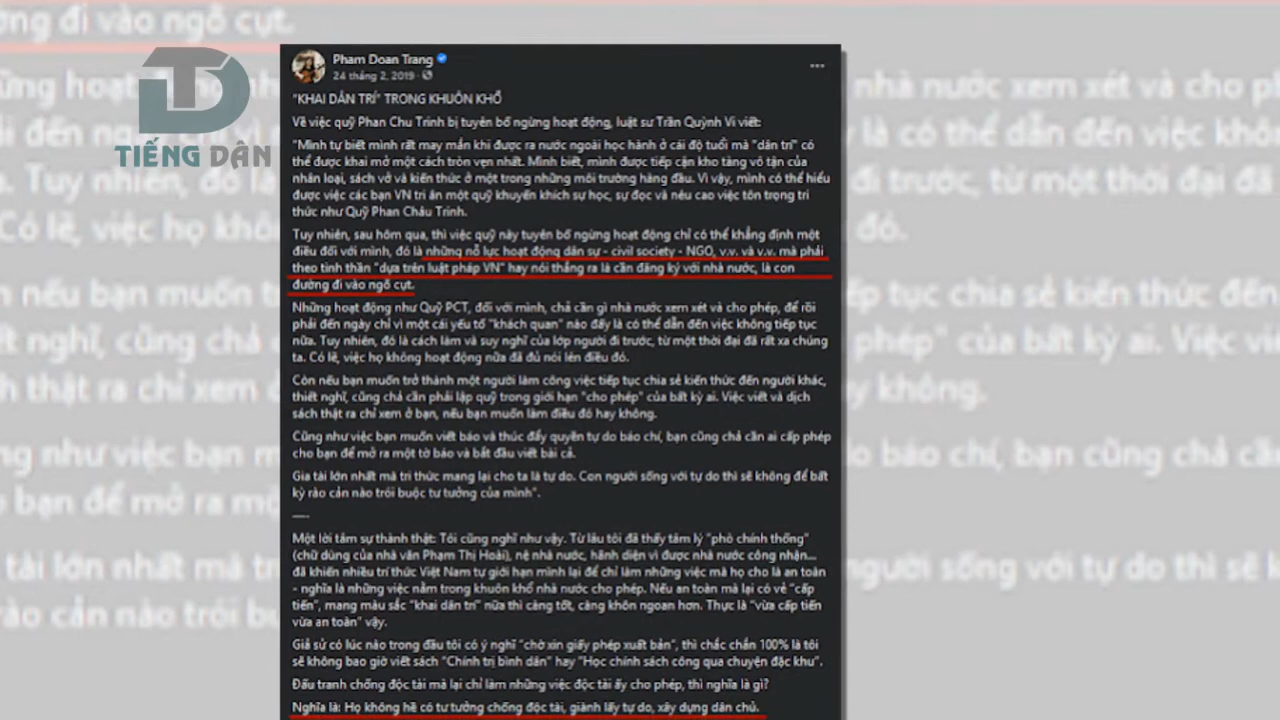 ờng đi vào ngõ cụt.
TIẾNG DÂN
Pham Doan Trang
24 tháng 2, 2019
"KHAI DÂN TRÍ" TRONG KHUÔN KHỔ
Về việc quỹ Phan Chu Trinh bị tuyên bố ngừng hoạt động, luật sư Trần Quỳnh Vi viết:
"Mình tự biết mình rất may mắn khi được ra nước ngoài học hành ở cái độ tuổi mà "dân trí" có
thể được khai mở một cách trọn vẹn nhất. Mình biết, mình được tiếp cận kho tàng vô tận của
nhân loại, sách vở và kiến thức ở một trong những môi trường hàng đầu. Vì vậy, mình có thể hiểu
được việc các bạn VN tri ân một quỹ khuyến khích sự học, sự đọc và nêu cao việc tôn trọng tri
thức như Quỹ Phan Châu Trinh.
Tuy nhiên, sau hôm qua, thì việc quỹ này tuyên bố ngừng hoạt động chỉ có thể khẳng định một
điều đối với mình, đó là những nỗ lực hoạt động dân sự - civil society - NGO, v.v. và v.v. mà phải
theo tinh thần "dựa trên luật pháp VN" hay nói thẳng ra là cần đăng ký với nhà nước, là con
đường đi vào ngõ cụt.
Những hoạt động như Quỹ PCT, đối với mình, chả cần gì nhà nước xem xét và cho phép, để rồi
phải đến ngày chỉ vì một cái yếu tố "khách quan" nào đấy là có thể dẫn đến việc không tiếp tục
nữa. Tuy nhiên, đó là cách làm và suy nghĩ của lớp người đi trước, từ một thời đại đã rất xa chúng
ta. Có lẽ, việc họ không hoạt động nữa đã đủ nói lên điều đó.
Còn nếu bạn muốn trở thành một người làm công việc tiếp tục chia sẻ kiến thức đến người khác,
thiết nghĩ, cũng chả cần phải lập quỹ trong giới hạn "cho phép" của bất kỳ ai. Việc viết và dịch
sách thật ra chỉ xem ở bạn, nếu bạn muốn làm điều đó hay không.
Cũng như việc bạn muốn viết báo và thúc đẩy quyền tự do báo chí, bạn cũng chả cần ai cấp phép
cho bạn để mở ra một tờ báo và bắt đầu viết bài cả.
Gia tài lớn nhất mà tri thức mang lại cho ta là tự do. Con người sống với tự do thì sẽ không để bất
kỳ rào cản nào trói buộc tư tưởng của mình".
----
Một lời tâm sự thành thật: Tôi cũng nghĩ như vậy. Từ lâu tôi đã thấy tâm lý "phò chính thống"
(chữ dùng của nhà văn Phạm Thị Hoài), nệ nhà nước, hãnh diện vì được nhà nước công nhận...
đã khiến nhiều trí thức Việt Nam tự giới hạn mình lại để chỉ làm những việc mà họ cho là an toàn
- nghĩa là những việc nằm trong khuôn khổ nhà nước cho phép. Nếu an toàn mà lại có vẻ "cấp
tiến", mang màu sắc "khai dân trí" nữa thì càng tốt, càng khôn ngoan hơn. Thực là "vừa cấp tiến
vừa an toàn" vậy.
Giả sử có lúc nào trong đầu tôi có ý nghĩ "chờ xin giấy phép xuất bản", thì chắc chắn 100% là tôi
sẽ không bao giờ viết sách "Chính trị bình dân" hay "Học chính sách công qua chuyện đặc khu".
Đấu tranh chống độc tài mà lại chỉ làm những việc độc tài ấy cho phép, thì nghĩa là gì?
Nghĩa là: Họ không hề có tư tưởng chống độc tài, giành lấy tự do, xây dựng dân chủ.